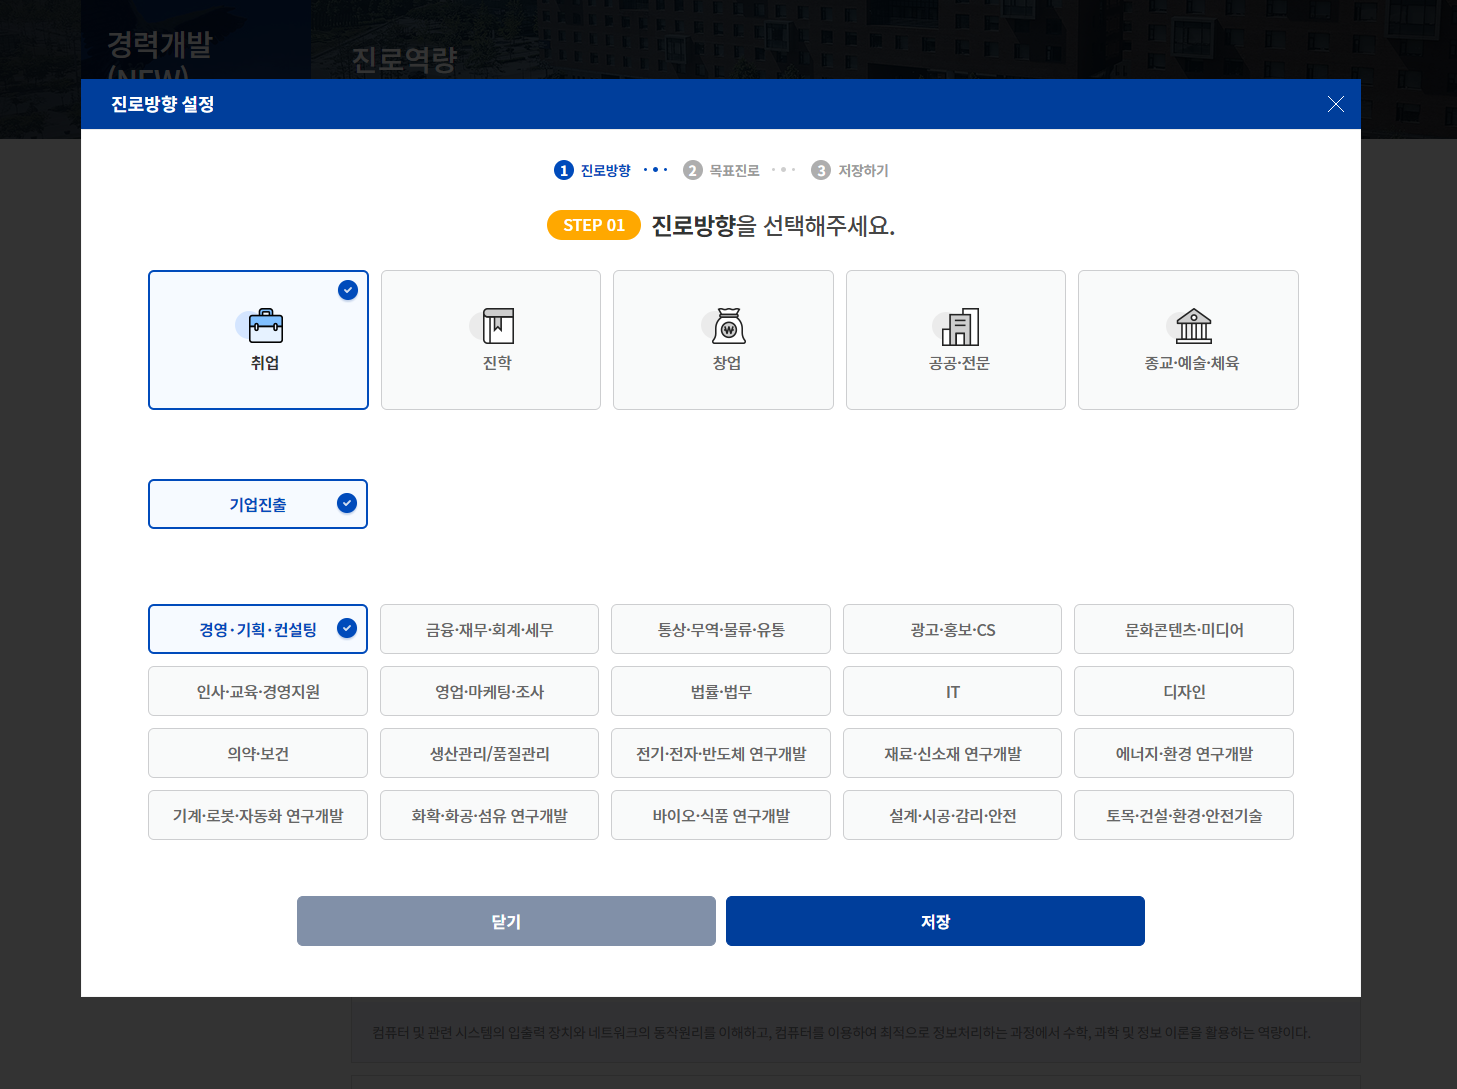 경력개발
(NEW)
진로역량
진로방향 설정
1 진로방향 ··· 2 목표진로 ··· 3 저장하기
STEP 01 진로방향을 선택해주세요.
취업 진학 창업 공공·전문 종교·예술·체육
기업진출
경영·기획·컨설팅 금융·재무·회계·세무 통상·무역·물류·유통 광고·홍보·CS 문화콘텐츠·미디어
인사·교육·경영지원 영업·마케팅·조사 법률·법무 IT 디자인
의약·보건 생산관리/품질관리 전기·전자·반도체 연구개발 재료·신소재 연구개발 에너지·환경 연구개발
기계·로봇·자동화 연구개발 화확·화공·섬유 연구개발 바이오·식품 연구개발 설계·시공·감리·안전 토목·건설·환경·안전기술
닫기 저장
컴퓨터 및 관련 시스템의 입출력 장치와 네트워크의 동작원리를 이해하고, 컴퓨터를 이용하여 최적으로 정보처리하는 과정에서 수학, 과학 및 정보 이론을 활용하는 역량이다.